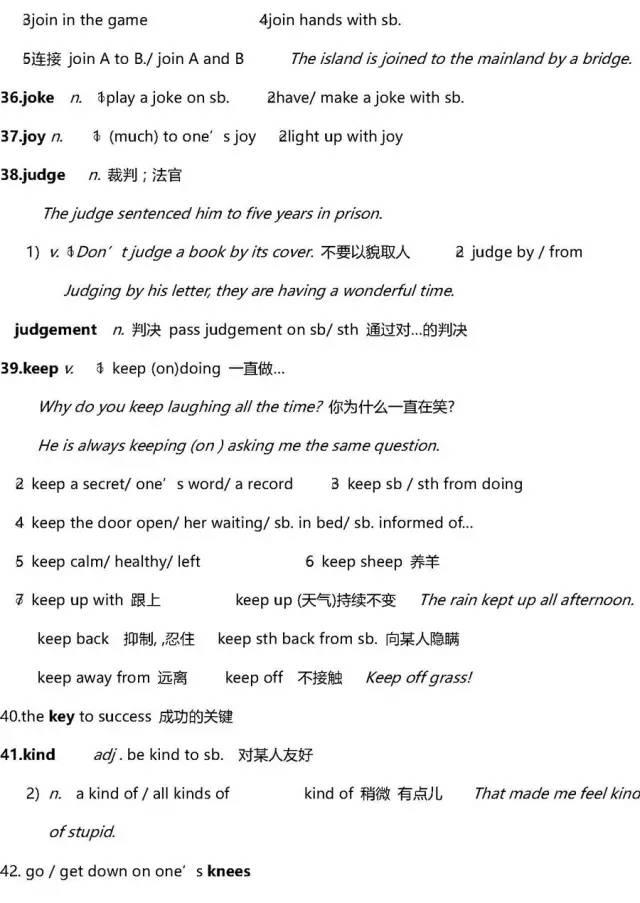 3join in the game 4join hands with sb.
5连接 join A to B./ join A and B The island is joined to the mainland by a bridge.
36.joke n. 1play a joke on sb. 2have/ make a joke with sb.
37.joy n. 1 (much) to one's joy 2light up with joy
38.judge n. 裁判；法官
The judge sentenced him to five years in prison.
1) v. 1Don't judge a book by its cover. 不要以貌取人 2 judge by / from
Judging by his letter, they are having a wonderful time.
judgement n. 判决 pass judgement on sb/ sth 通过对…的判决
39.keep v. 1 keep (on)doing 一直做…
Why do you keep laughing all the time? 你为什么一直在笑?
He is always keeping (on ) asking me the same question.
2 keep a secret/ one's word/ a record 3 keep sb / sth from doing
4 keep the door open/ her waiting/ sb. in bed/ sb. informed of…
5 keep calm/ healthy/ left 6 keep sheep 养羊
7 keep up with 跟上 keep up (天气)持续不变 The rain kept up all afternoon.
keep back 抑制, ,忍住 keep sth back from sb. 向某人隐瞒
keep away from 远离 keep off 不接触 Keep off grass!
40.the key to success 成功的关键
41.kind adj . be kind to sb. 对某人友好
2) n. a kind of / all kinds of kind of 稍微 有点儿 That made me feel kind
of stupid.
42. go / get down on one's knees